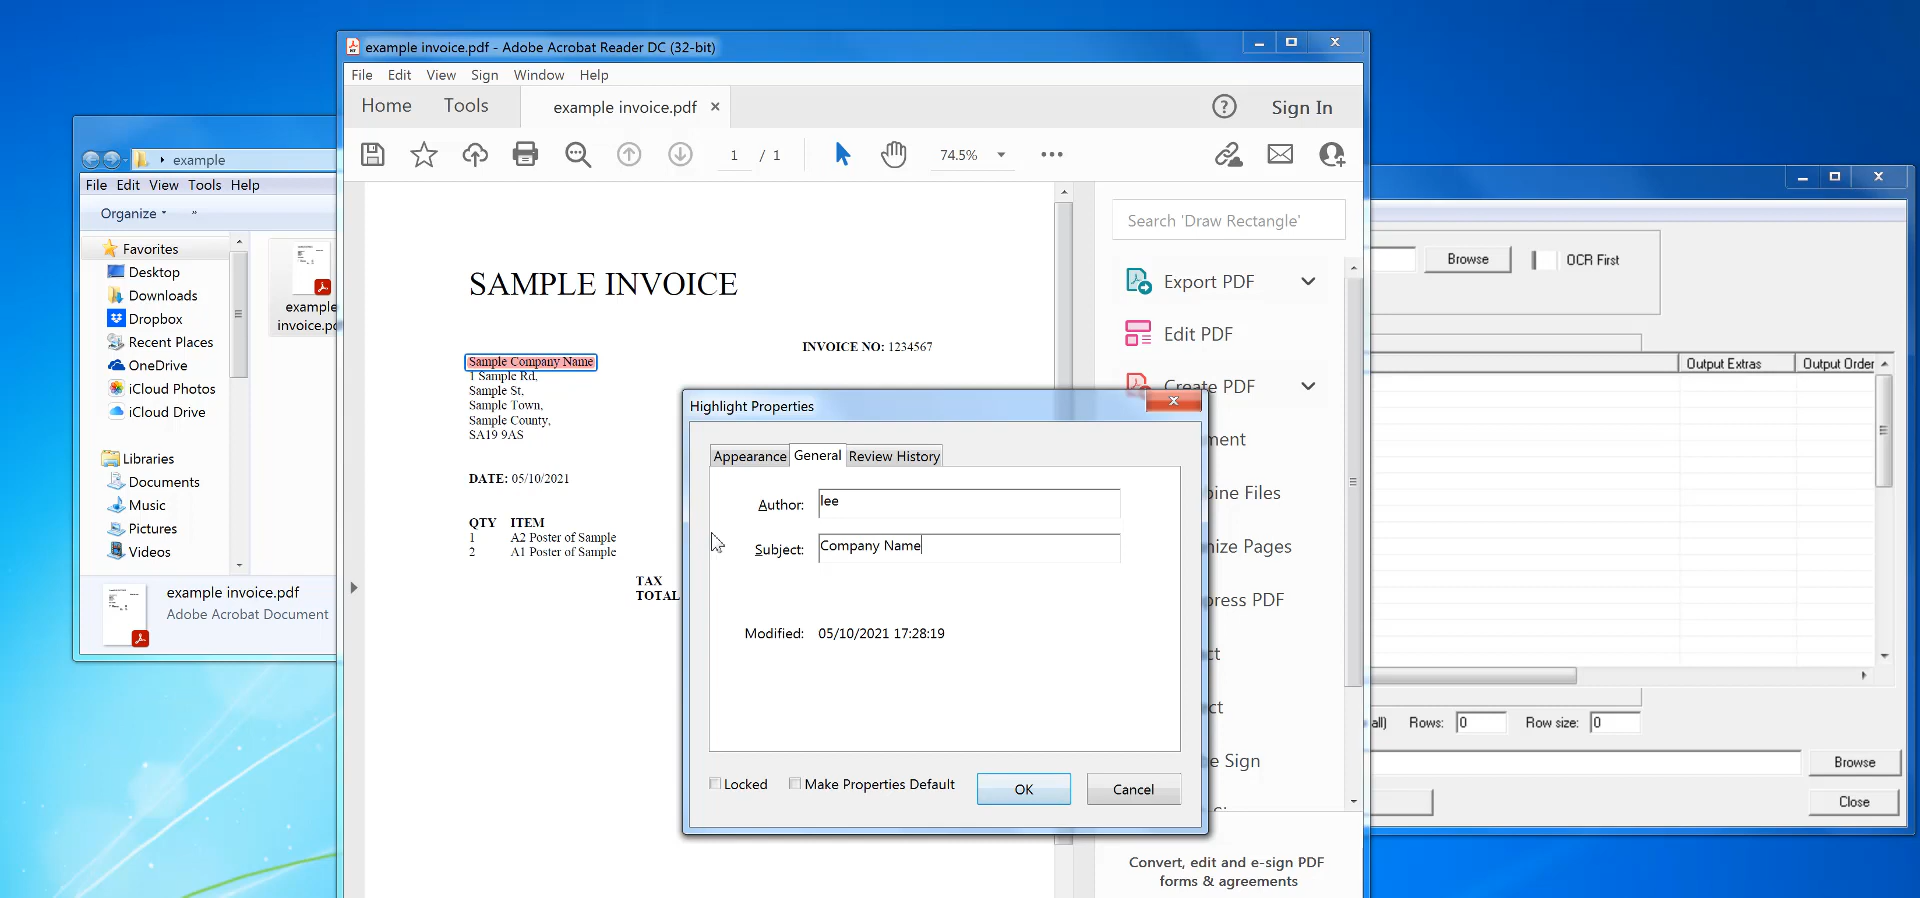 example invoice.pdf - Adobe Acrobat Reader DC (32-bit)
File Edit View Sign Window Help
Home Tools example invoice.pdf × Sign In
1 / 1 74.5%
example
File Edit View Tools Help
Organize »
Favorites
Desktop
Downloads
Dropbox
Recent Places
OneDrive
iCloud Photos
iCloud Drive
Libraries
Documents
Music
Pictures
Videos
example
invoice.pd
example invoice.pdf
Adobe Acrobat Document
SAMPLE INVOICE
INVOICE NO: 1234567
Sample Company Name
1 Sample Rd,
Sample St,
Sample Town,
Sample County,
SA19 9AS
DATE: 05/10/2021
QTY ITEM
1 A2 Poster of Sample
2 A1 Poster of Sample
TAX
TOTAL
Search 'Draw Rectangle'
Export PDF
Edit PDF
Create PDF
ment
bine Files
nize Pages
press PDF
ct
ct
e Sign
Convert, edit and e-sign PDF
forms & agreements
Highlight Properties
Appearance General Review History
Author: lee
Subject: Company Name
Modified: 05/10/2021 17:28:19
Locked Make Properties Default OK Cancel
Browse OCR First
Output Extras Output Order
all) Rows: 0 Row size: 0
Browse
Close